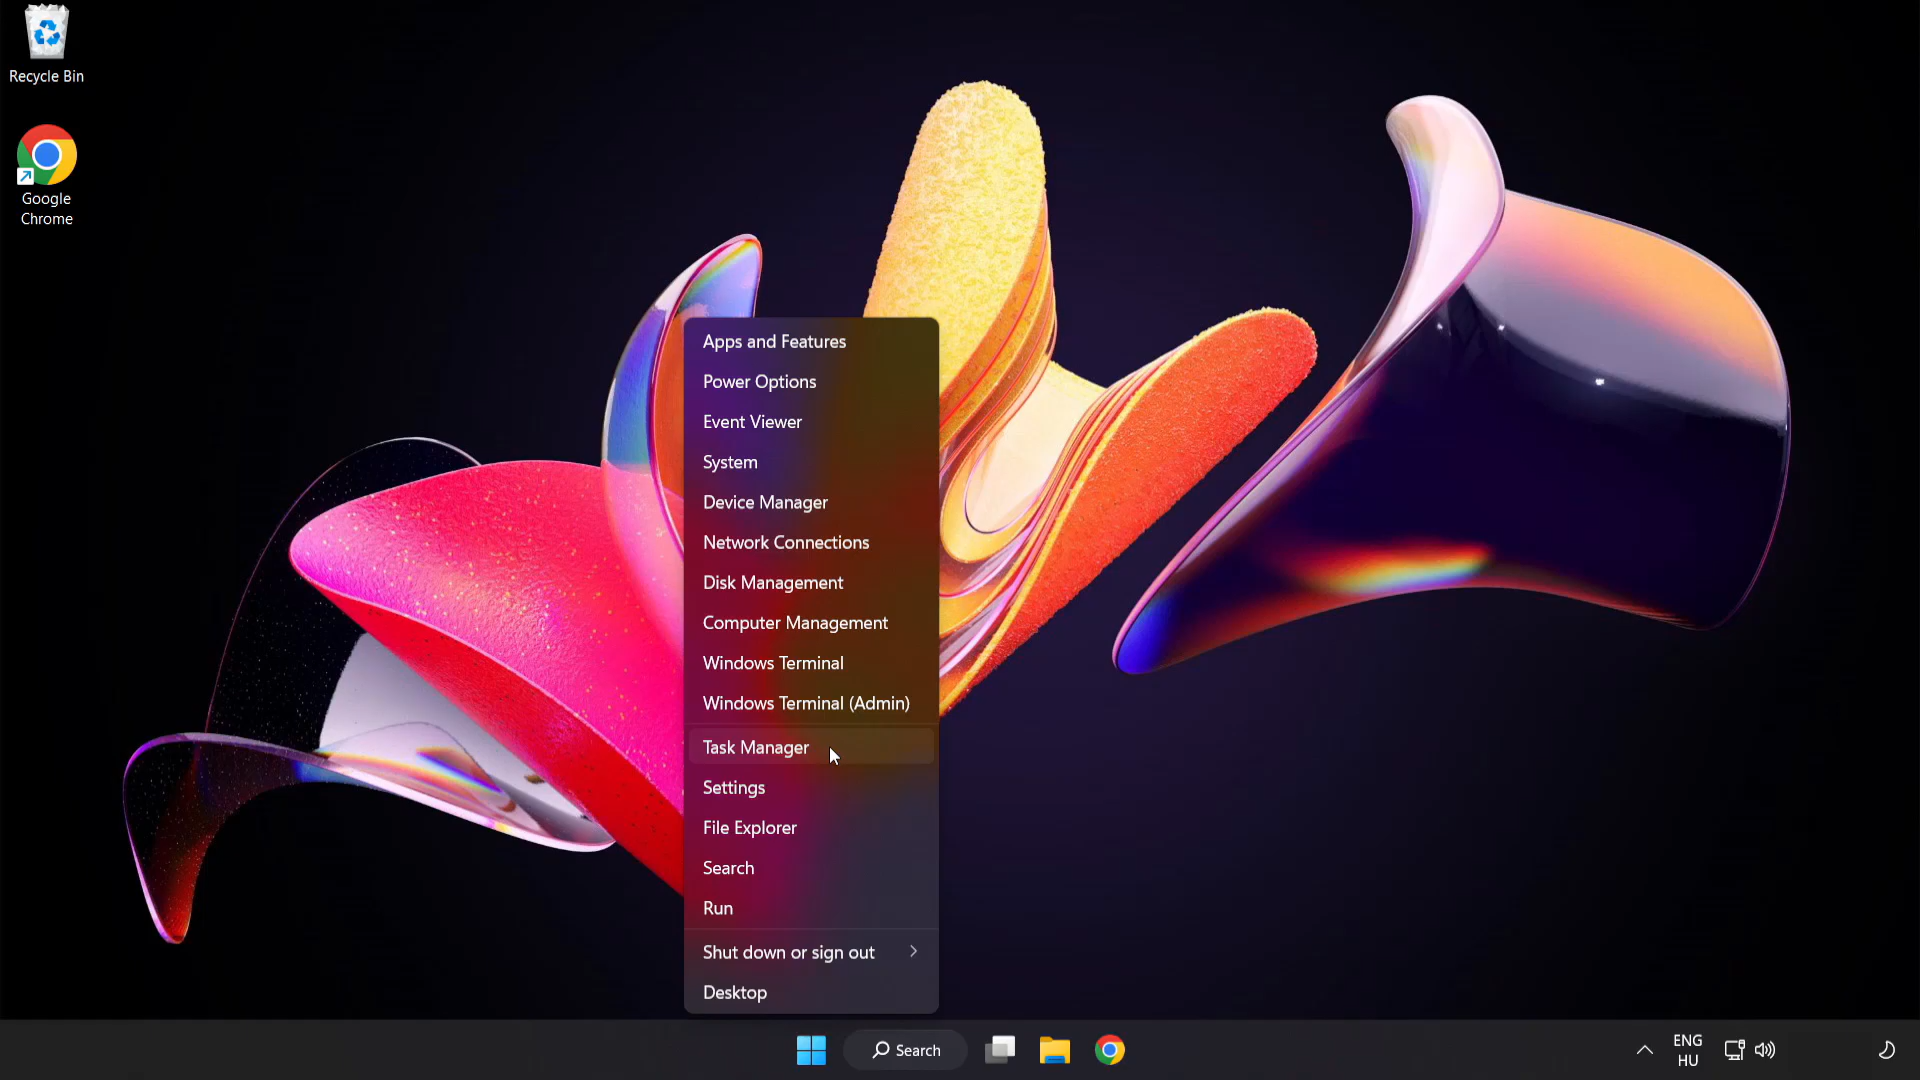 Recycle Bin
Google
Chrome
Apps and Features
Power Options
Event Viewer
System
Device Manager
Network Connections
Disk Management
Computer Management
Windows Terminal
Windows Terminal (Admin)
Task Manager
Settings
File Explorer
Search
Run
Shut down or sign out
Desktop
Search
ENG
HU